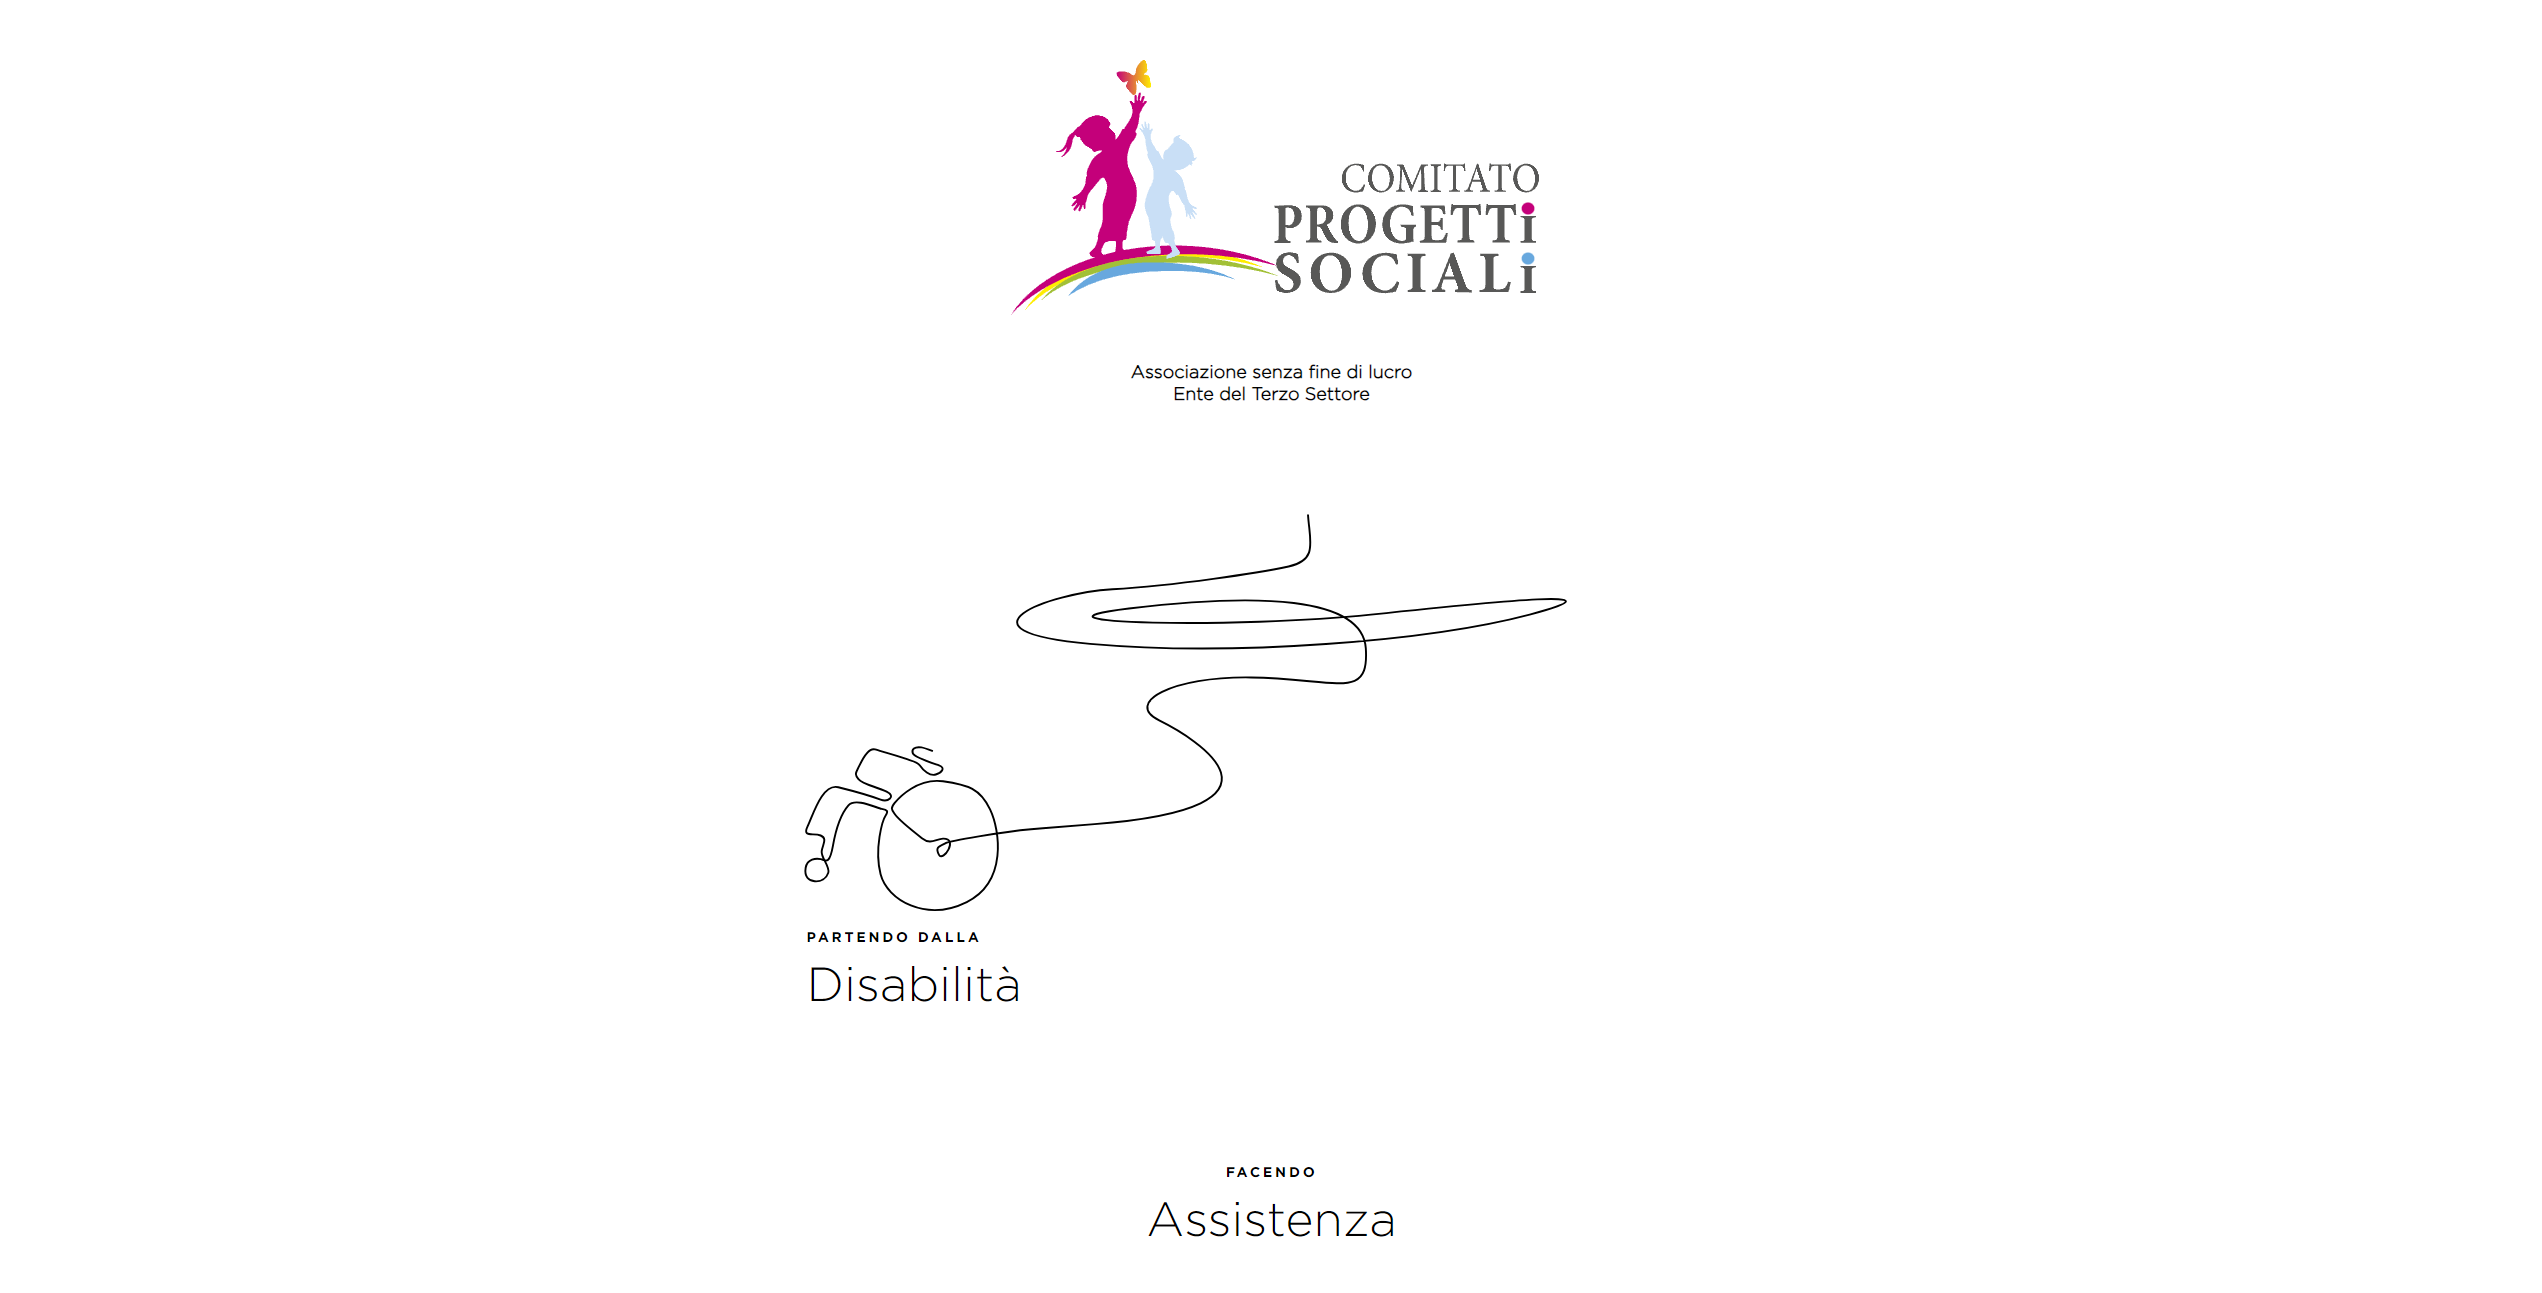 COMITATO
PROGETTi
SOCIALi
Associazione senza fine di lucro
Ente del Terzo Settore
PARTENDO DALLA
Disabilità
FACENDO
Assistenza